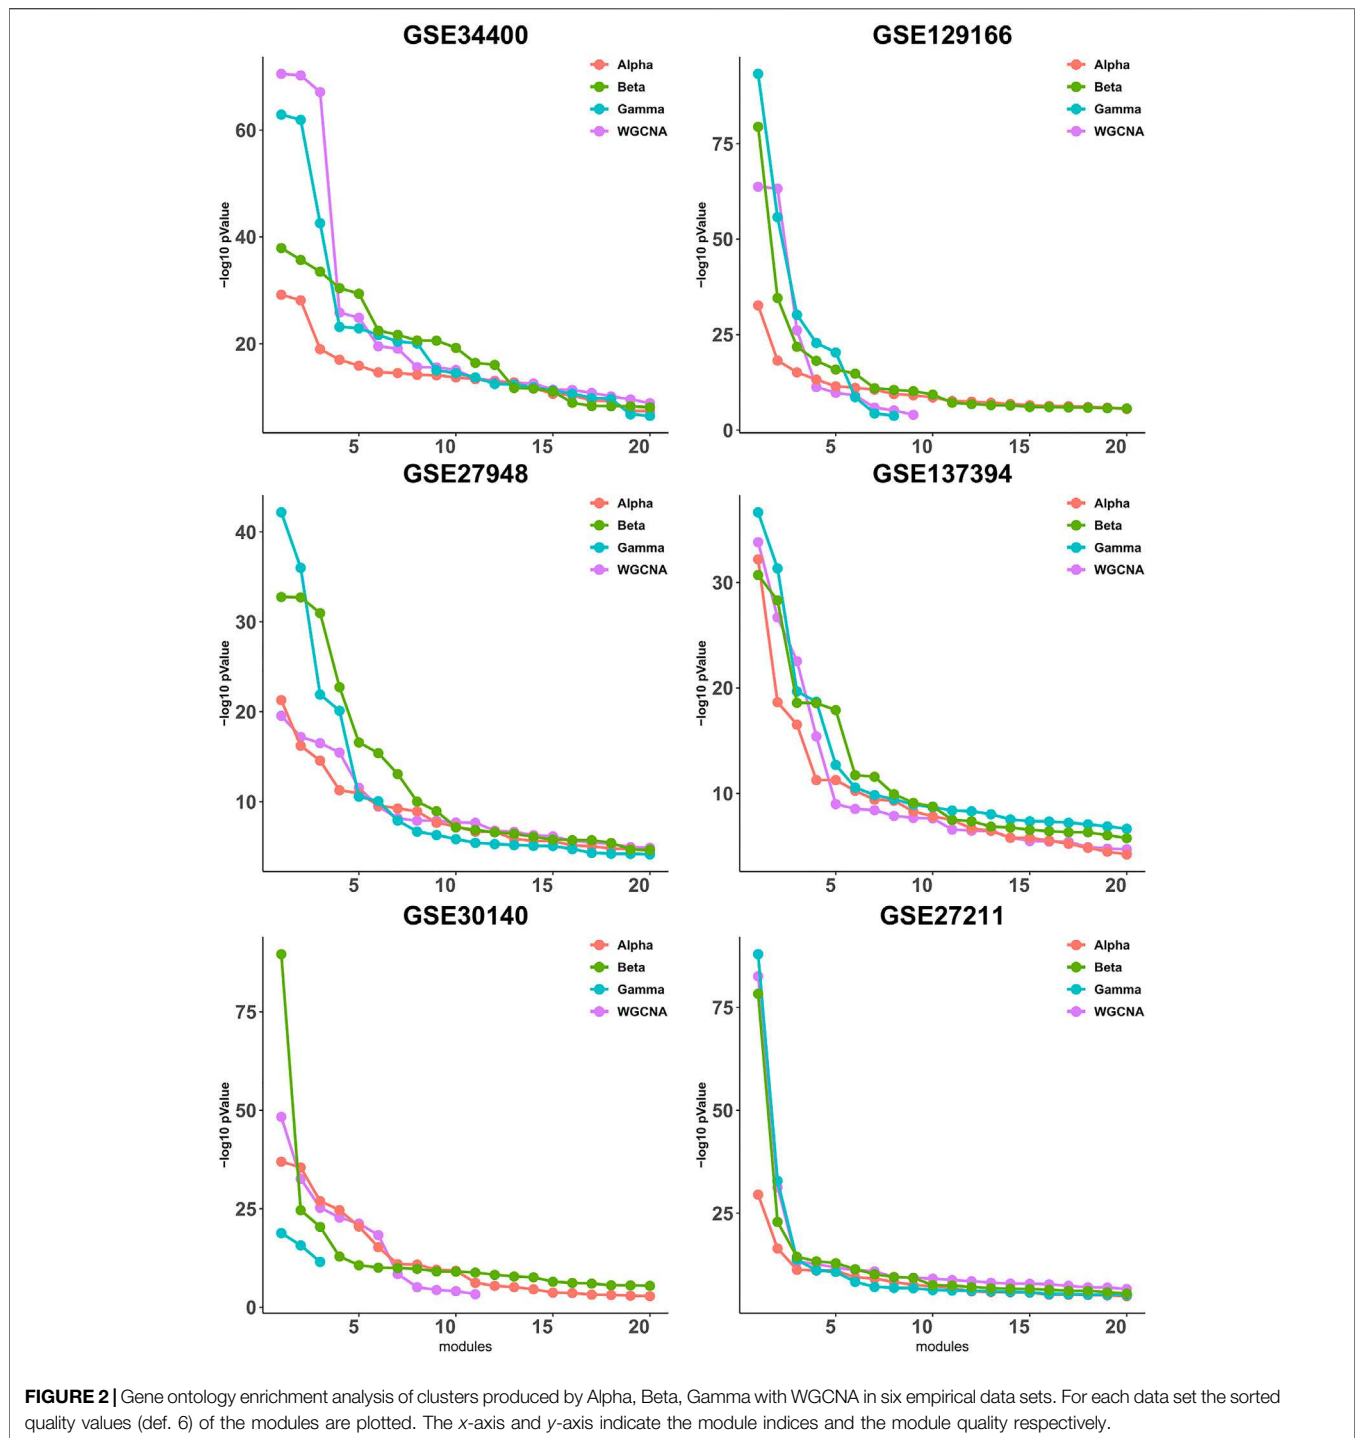 GSE34400
Alpha
Beta
Gamma
WGCNA
−log10 pValue
60
40
20
5 10 15 20
GSE129166
Alpha
Beta
Gamma
WGCNA
−log10 pValue
75
50
25
0
5 10 15 20
GSE27948
Alpha
Beta
Gamma
WGCNA
−log10 pValue
40
30
20
10
5 10 15 20
GSE137394
Alpha
Beta
Gamma
WGCNA
−log10 pValue
30
20
10
5 10 15 20
GSE30140
Alpha
Beta
Gamma
WGCNA
−log10 pValue
75
50
25
0
5 10 15 20
modules
GSE27211
Alpha
Beta
Gamma
WGCNA
−log10 pValue
75
50
25
5 10 15 20
modules
FIGURE 2 | Gene ontology enrichment analysis of clusters produced by Alpha, Beta, Gamma with WGCNA in six empirical data sets. For each data set the sorted
quality values (def. 6) of the modules are plotted. The x-axis and y-axis indicate the module indices and the module quality respectively.